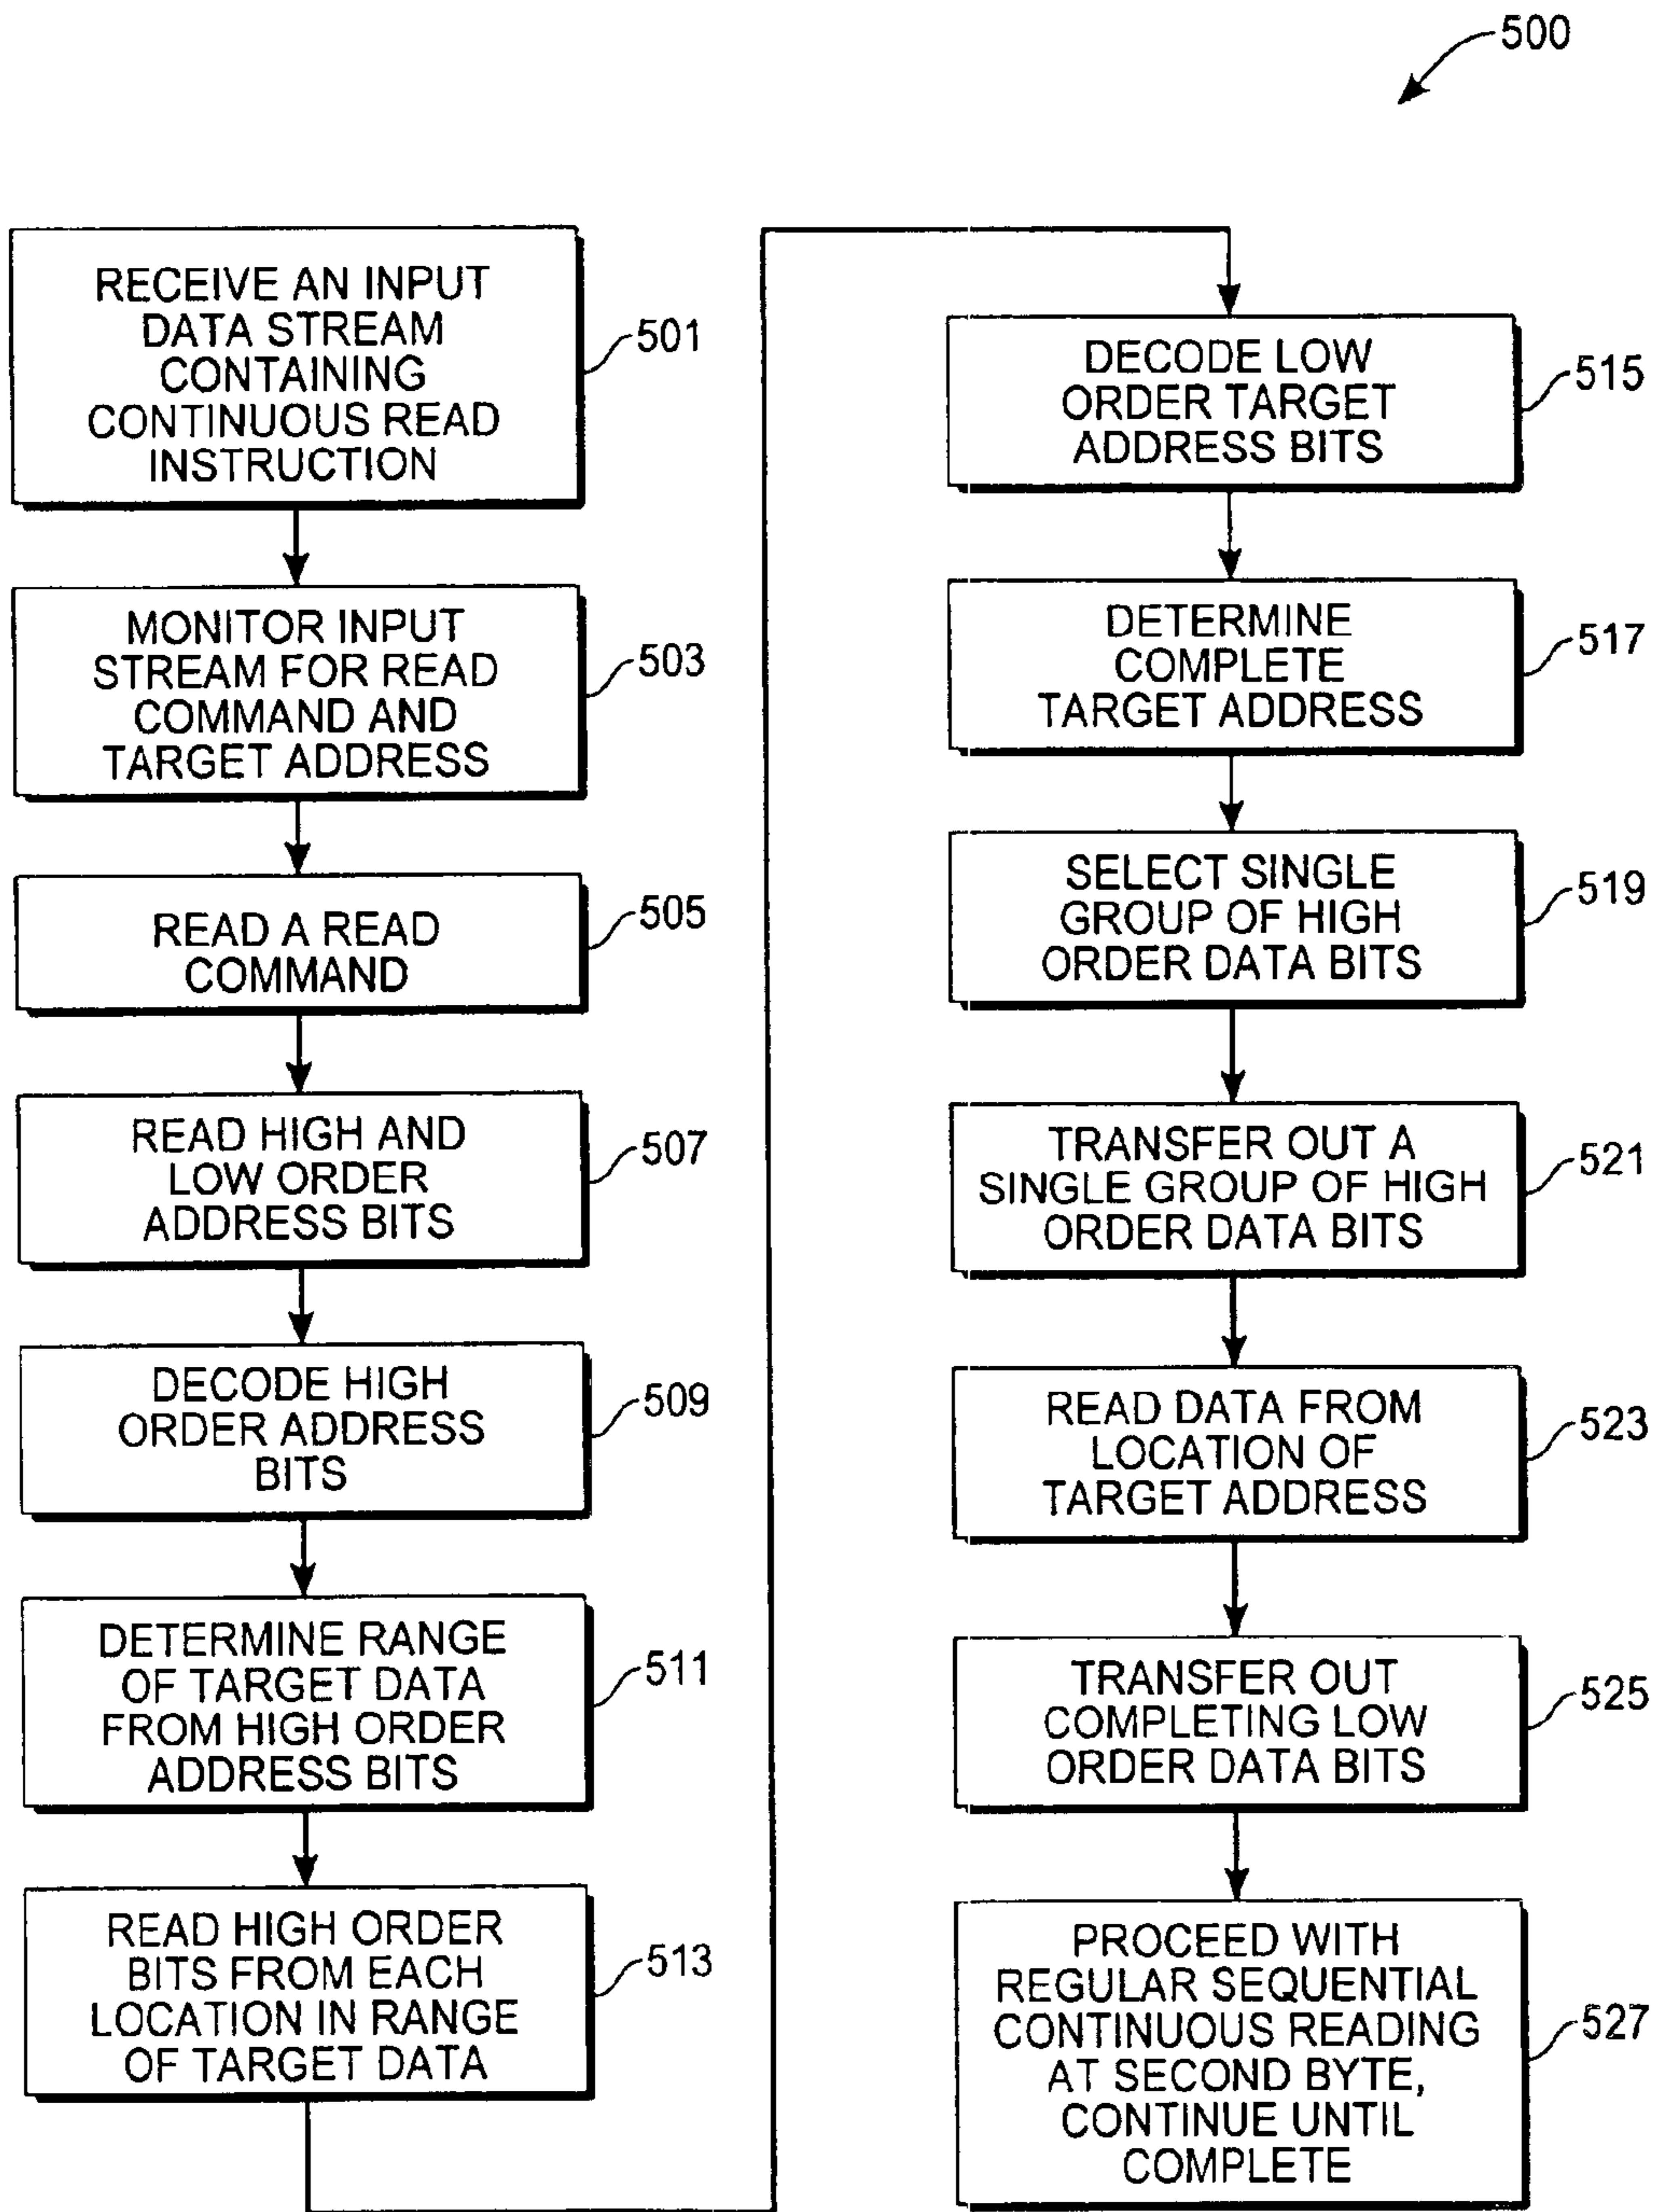 500
RECEIVE AN INPUT
DATA STREAM
CONTAINING
CONTINUOUS READ
INSTRUCTION
501
MONITOR INPUT
STREAM FOR READ
COMMAND AND
TARGET ADDRESS
503
READ A READ
COMMAND
505
READ HIGH AND
LOW ORDER
ADDRESS BITS
507
DECODE HIGH
ORDER ADDRESS
BITS
509
DETERMINE RANGE
OF TARGET DATA
FROM HIGH ORDER
ADDRESS BITS
511
READ HIGH ORDER
BITS FROM EACH
LOCATION IN RANGE
OF TARGET DATA
513
DECODE LOW
ORDER TARGET
ADDRESS BITS
515
DETERMINE
COMPLETE
TARGET ADDRESS
517
SELECT SINGLE
GROUP OF HIGH
ORDER DATA BITS
519
TRANSFER OUT A
SINGLE GROUP OF HIGH
ORDER DATA BITS
521
READ DATA FROM
LOCATION OF
TARGET ADDRESS
523
TRANSFER OUT
COMPLETING LOW
ORDER DATA BITS
525
PROCEED WITH
REGULAR SEQUENTIAL
CONTINUOUS READING
AT SECOND BYTE,
CONTINUE UNTIL
COMPLETE
527